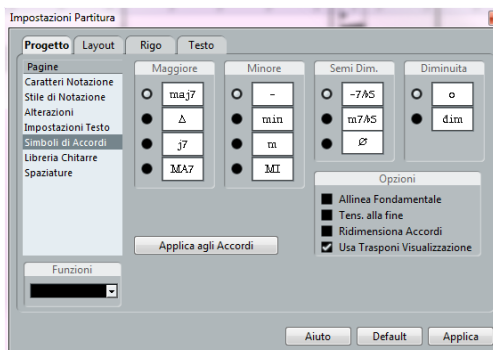 Impostazioni Partitura
Progetto Layout Rigo Testo
Pagine
Caratteri Notazione
Stile di Notazione
Alterazioni
Impostazioni Testo
Simboli di Accordi
Libreria Chitarre
Spaziature
Funzioni
Maggiore
maj7
Δ
j7
MA7
Minore
-
min
m
MI
Semi Dim.
-7/♭5
m7/♭5
Ø
Diminuita
o
dim
Opzioni
Allinea Fondamentale
Tens. alla fine
Ridimensiona Accordi
Usa Trasponi Visualizzazione
Applica agli Accordi
Aiuto Default Applica